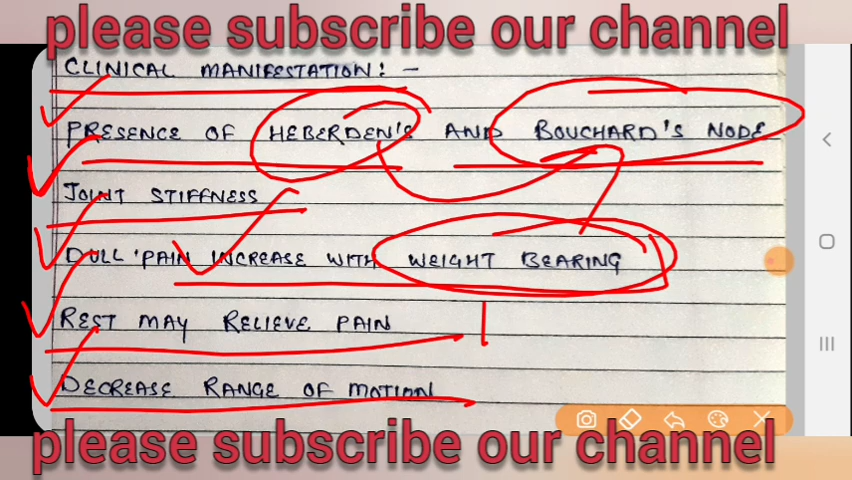 please subscribe our channel
CLINICAL MANIFESTATION: -
PRESENCE OF HEBERDEN'S AND BOUCHARD'S NODE
JOINT STIFFNESS
DULL PAIN INCREASE WITH WEIGHT BEARING
REST MAY RELIEVE PAIN
DECREASE RANGE OF MOTION
please subscribe our channel